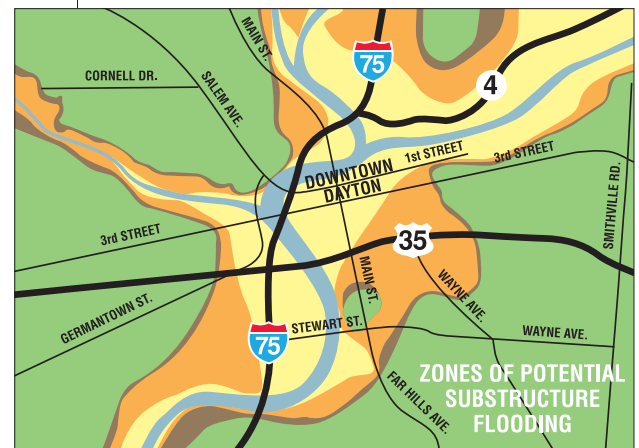 MAIN ST.
75
4
CORNELL DR.
SALEM AVE.
1st STREET
3rd STREET
DOWNTOWN
DAYTON
SMITHVILLE RD.
3rd STREET
35
MAIN ST.
WAYNE AVE.
GERMANTOWN ST.
STEWART ST.
75
WAYNE AVE.
FAR HILLS AVE.
ZONES OF POTENTIAL
SUBSTRUCTURE
FLOODING